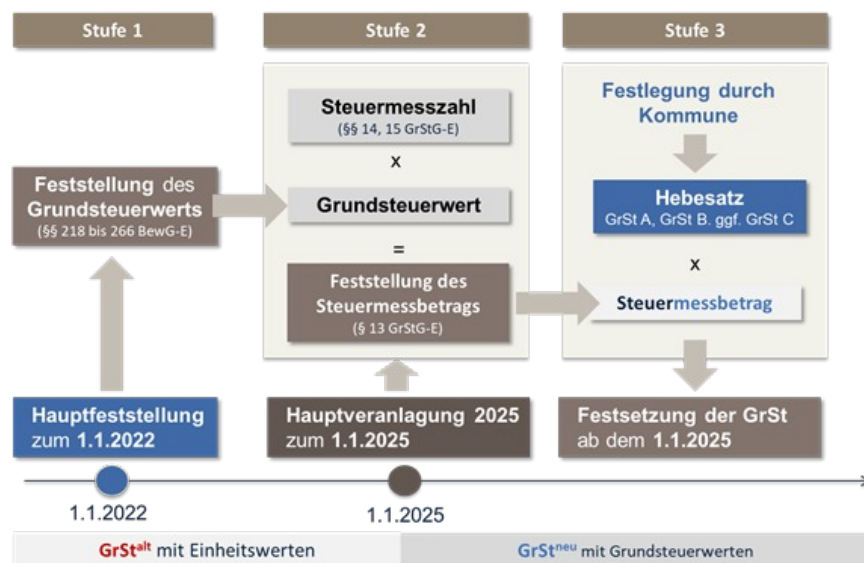 Stufe 1
Stufe 2
Stufe 3
Steuermesszahl
(§§ 14, 15 GrStG-E)
x
Grundsteuerwert
=
Feststellung des
Steuermessbetrags
(§ 13 GrStG-E)
Festlegung durch
Kommune
Hebesatz
GrSt A, GrSt B. ggf. GrSt C
x
Steuermessbetrag
Feststellung des
Grundsteuerwerts
(§§ 218 bis 266 BewG-E)
Hauptfeststellung
zum 1.1.2022
Hauptveranlagung 2025
zum 1.1.2025
Festsetzung der GrSt
ab dem 1.1.2025
1.1.2022
1.1.2025
GrStalt mit Einheitswerten
GrStneu mit Grundsteuerwerten